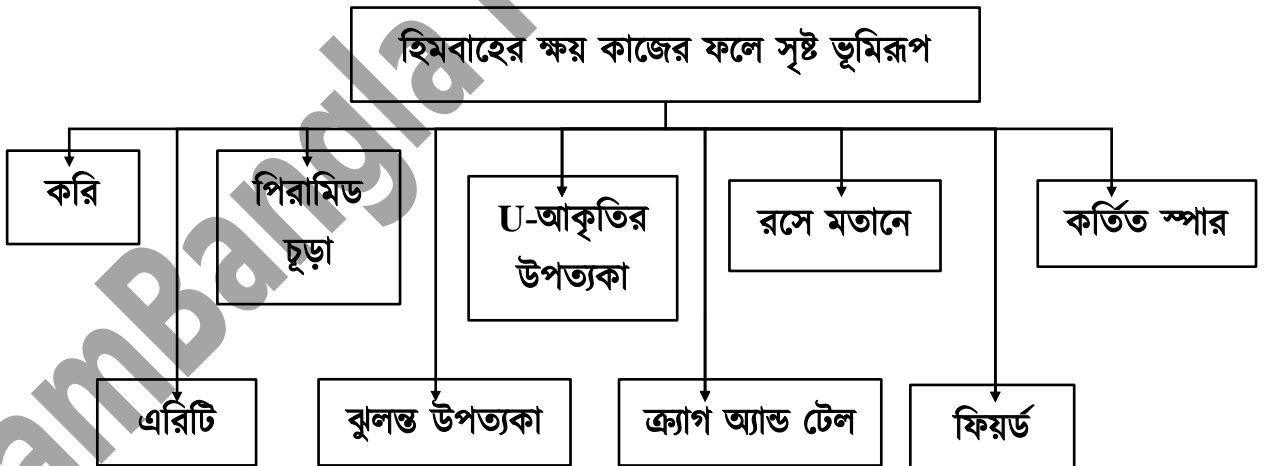 হিমবাহের ক্ষয় কাজের ফলে সৃষ্ট ভূমিরূপ
করি
পিরামিড
চূড়া
U-আকৃতির
উপত্যকা
রসে মতানে
কর্তিত স্পার
এরিটি
ঝুলন্ত উপত্যকা
ক্র্যাগ অ্যান্ড টেল
ফিয়র্ড